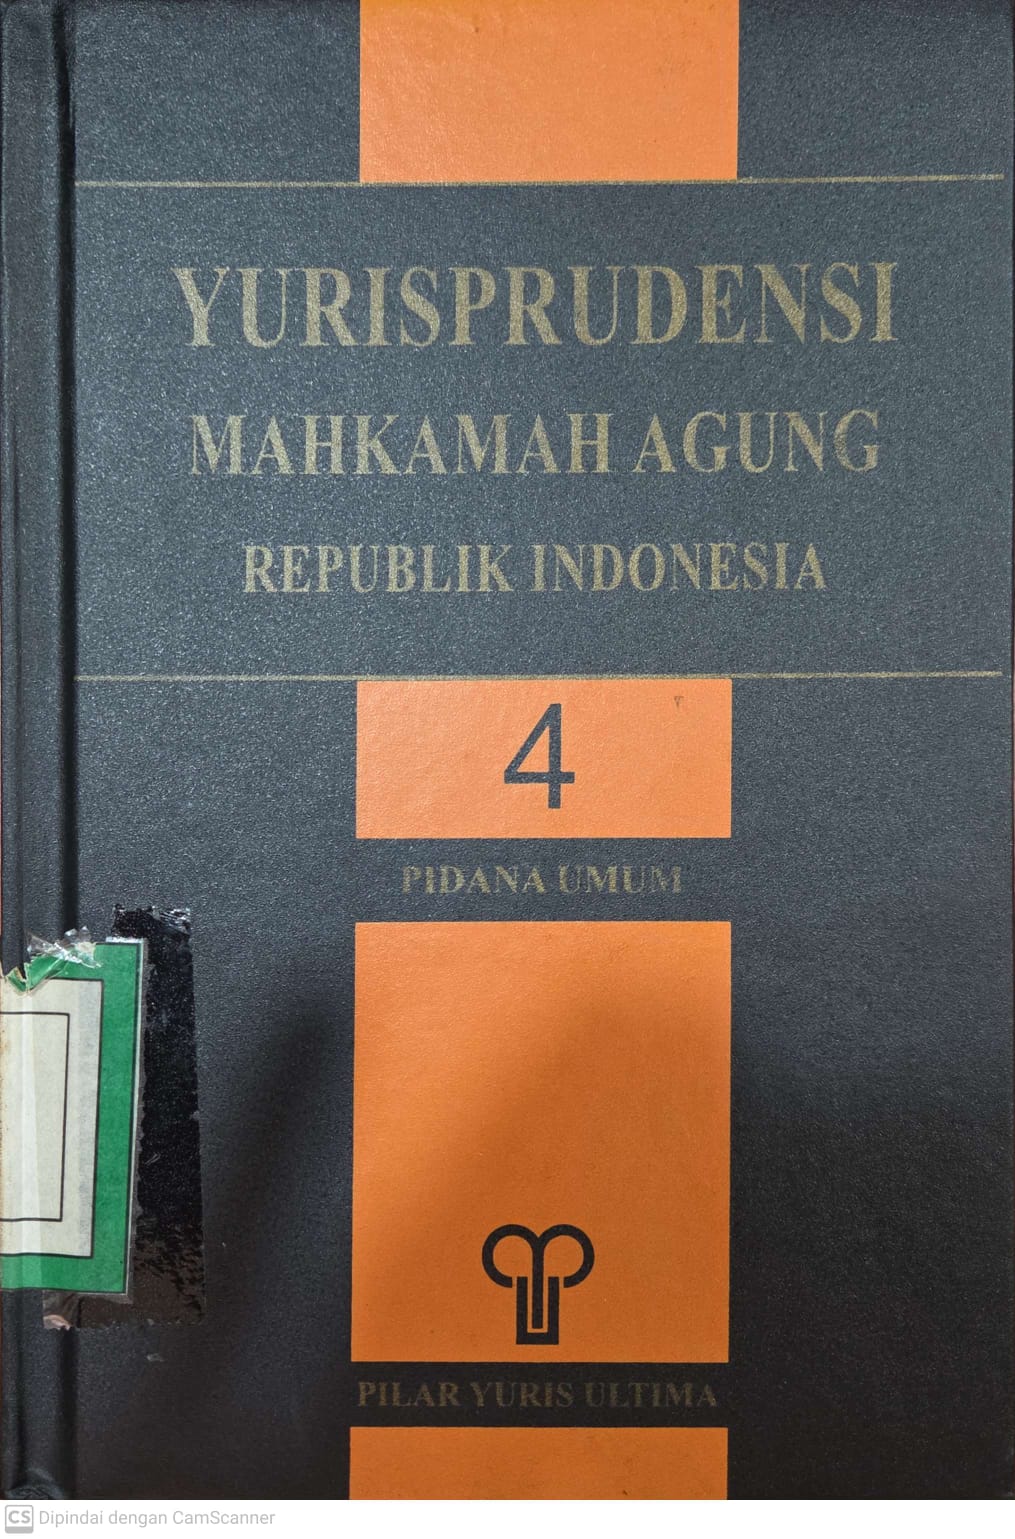 YURISPRUDENSI
MAHKAMAH AGUNG
REPUBLIK INDONESIA
4
PIDANA UMUM
PILAR YURIS ULTIMA
CS Dipindai dengan CamScanner